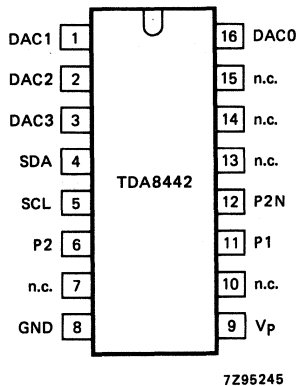 DAC1 1 16 DAC0
DAC2 2 15 n.c.
DAC3 3 14 n.c.
SDA 4 13 n.c.
TDA8442
SCL 5 12 P2N
P2 6 11 P1
n.c. 7 10 n.c.
GND 8 9 Vp
7Z95245